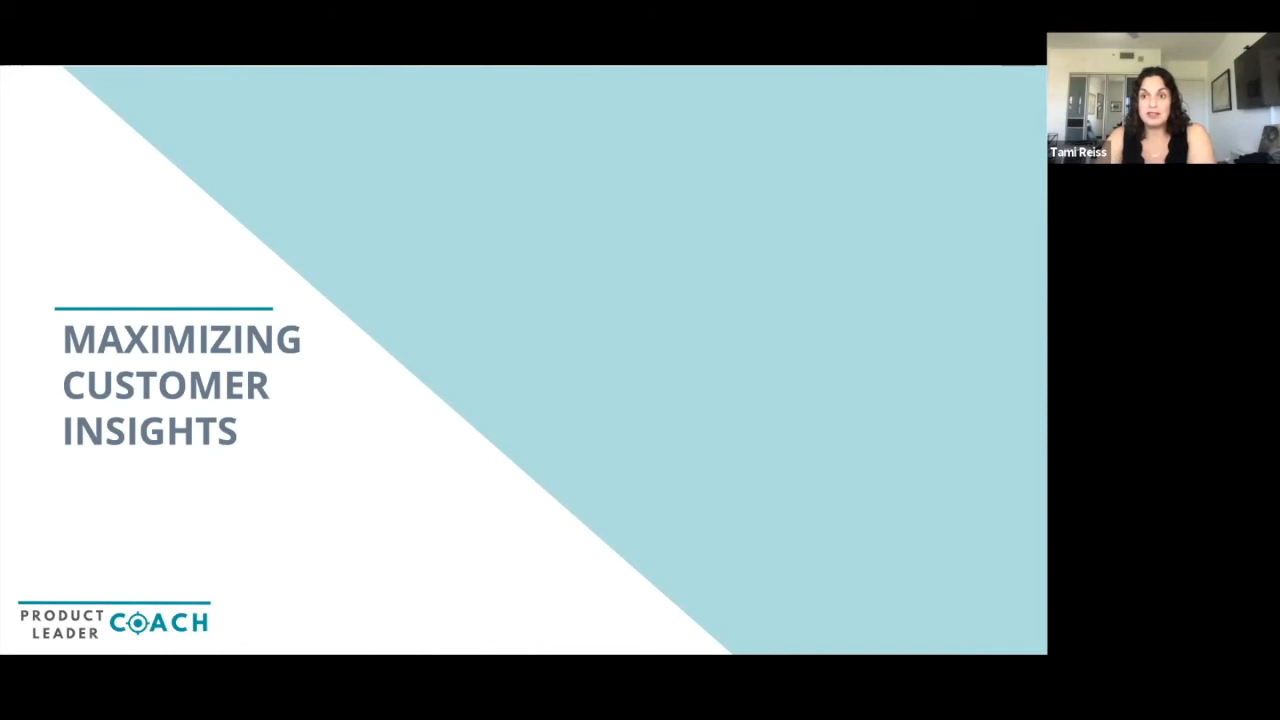 Tami Reiss
MAXIMIZING
CUSTOMER
INSIGHTS
PRODUCT
LEADER
COACH